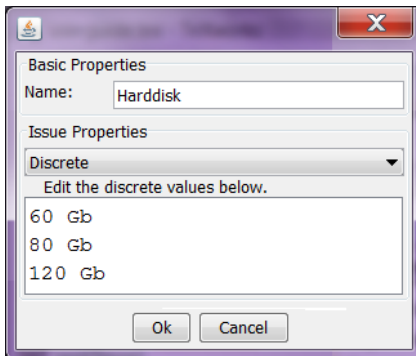 Basic Properties
Name: Harddisk
Issue Properties
Discrete
Edit the discrete values below.
60 Gb
80 Gb
120 Gb
Ok Cancel